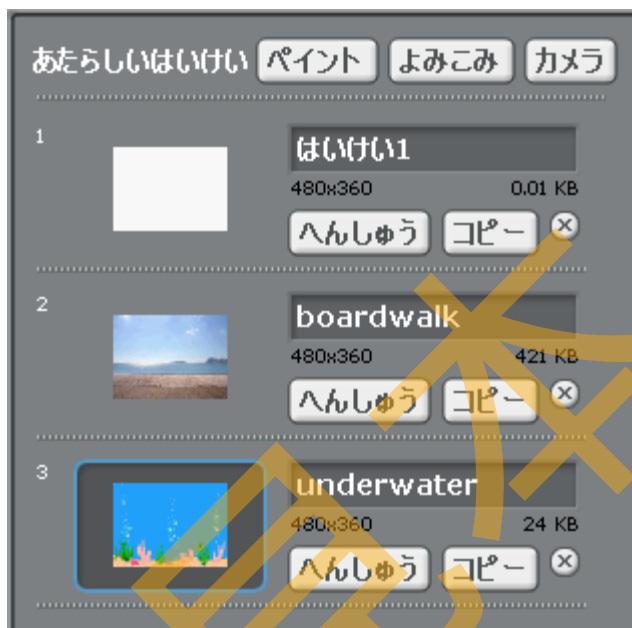 あたらしいはいけい ペイント よみこみ カメラ
1
はいけい1
480x360 0.01 KB
へんしゅう コピー
2
boardwalk
480x360 421 KB
へんしゅう コピー
3
underwater
480x360 24 KB
へんしゅう コピー